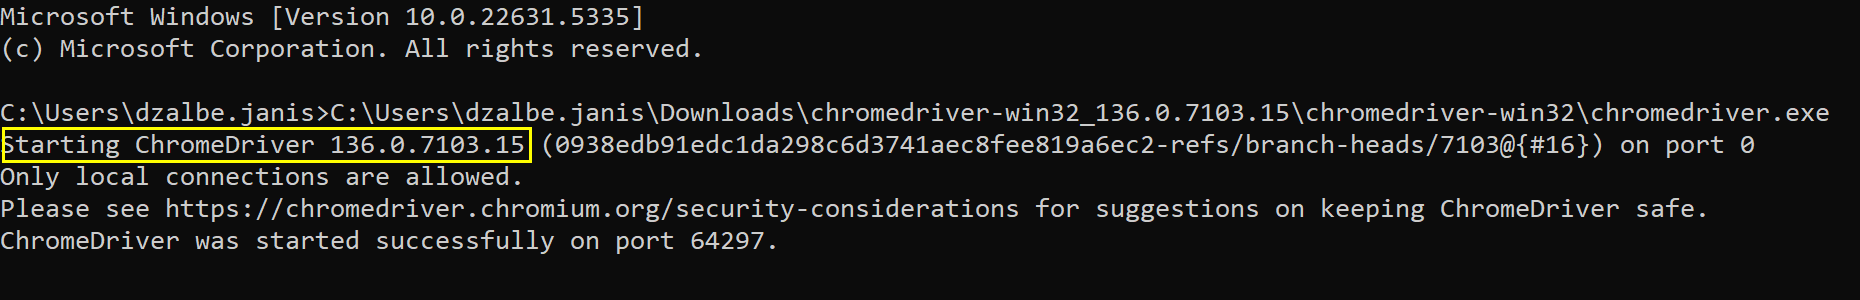 Microsoft Windows [Version 10.0.22631.5335]
(c) Microsoft Corporation. All rights reserved.
C:\Users\dzalbe.janis>C:\Users\dzalbe.janis\Downloads\chromedriver-win32_136.0.7103.15\chromedriver-win32\chromedriver.exe
Starting ChromeDriver 136.0.7103.15 (0938edb91edc1da298c6d3741aec8fee819a6ec2-refs/branch-heads/7103@{#16}) on port 0
Only local connections are allowed.
Please see https://chromedriver.chromium.org/security-considerations for suggestions on keeping ChromeDriver safe.
ChromeDriver was started successfully on port 64297.